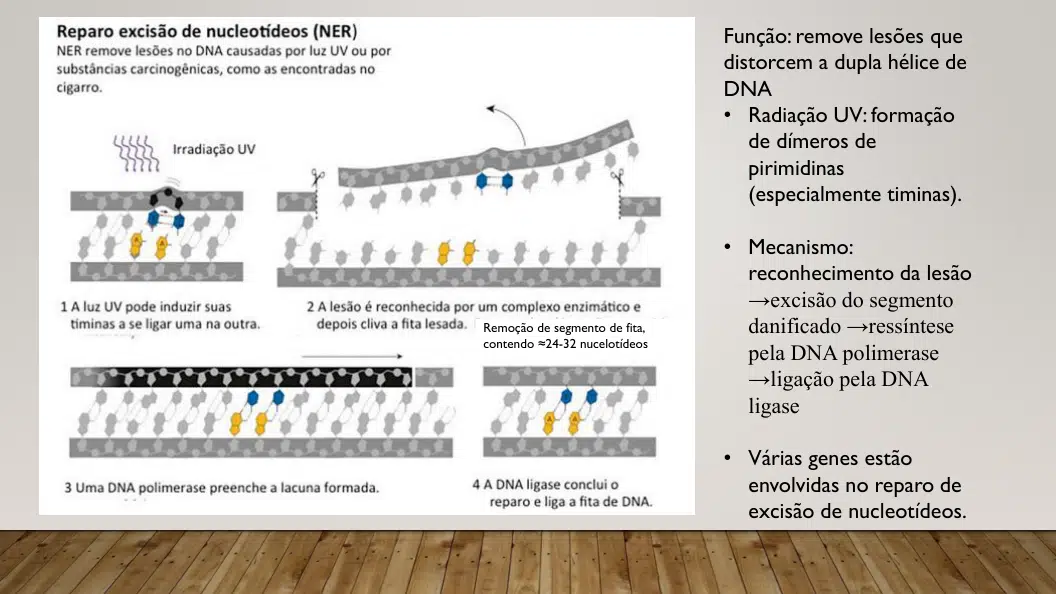 Reparo excisão de nucleotídeos (NER)
NER remove lesões no DNA causadas por luz UV ou por
substâncias carcinogênicas, como as encontradas no
cigarro.
Irradiação UV
A
A
1 A luz UV pode induzir suas
timinas a se ligar uma na outra.
2 A lesão é reconhecida por um complexo enzimático e
depois cliva a fita lesada.
Remoção de segmento de fita,
contendo ≈24-32 nucelotídeos
A
A
3 Uma DNA polimerase preenche a lacuna formada.
4 A DNA ligase conclui o
reparo e liga a fita de DNA.
Função: remove lesões que
distorcem a dupla hélice de
DNA
• Radiação UV: formação
de dímeros de
pirimidinas
(especialmente timinas).
• Mecanismo:
reconhecimento da lesão
→excisão do segmento
danificado →ressíntese
pela DNA polimerase
→ligação pela DNA
ligase
• Várias genes estão
envolvidas no reparo de
excisão de nucleotídeos.